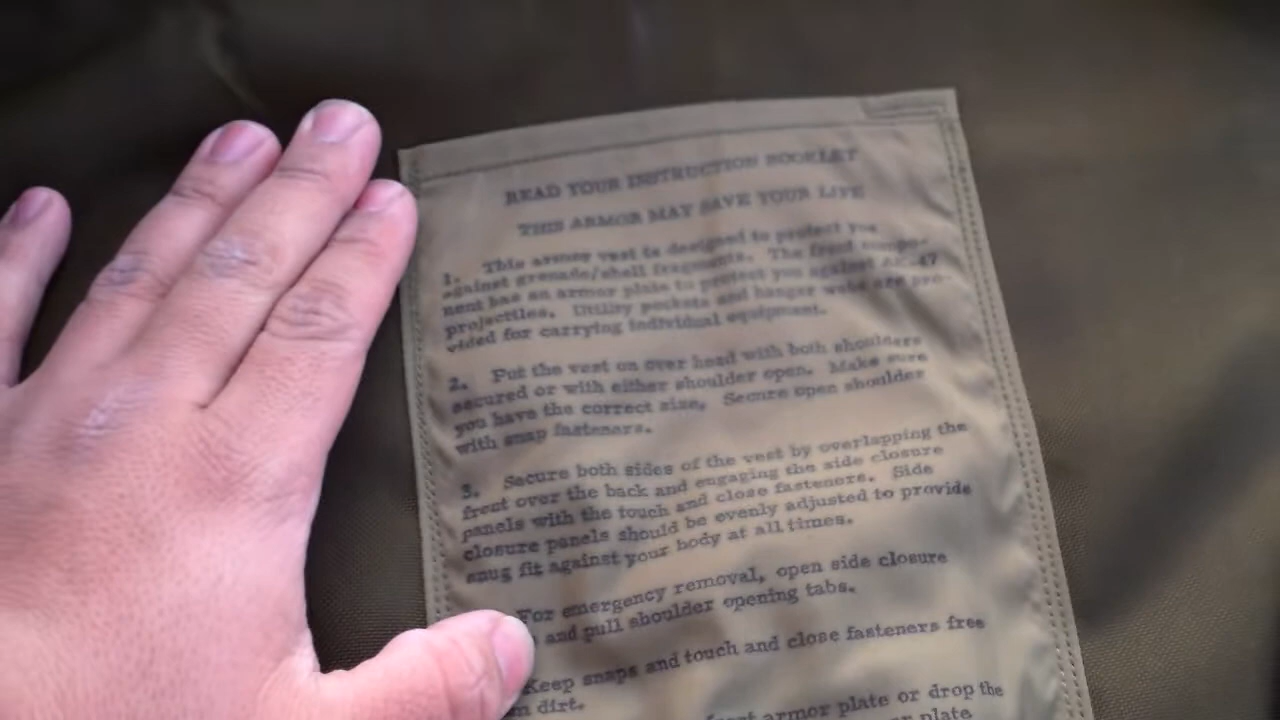 READ YOUR INSTRUCTION BOOKLET
THIS ARMOR MAY SAVE YOUR LIFE
1. This armor vest is designed to protect you
against grenade/shell fragments. The front compo-
nent has an armor plate to protect you against AK-47
projectiles. Utility pockets and hanger webb are pro-
vided for carrying individual equipment.
2. Put the vest on over head with both shoulders
secured or with either shoulder open. Make sure
you have the correct size. Secure open shoulder
with snap fasteners.
3. Secure both sides of the vest by overlapping the
front over the back and engaging the side closure
panels with the touch and close fasteners. Side
closure panels should be evenly adjusted to provide
snug fit against your body at all times.
For emergency removal, open side closure
and pull shoulder opening tabs.
Keep snaps and touch and close fasteners free
dirt.
front armor plate or drop the
plate